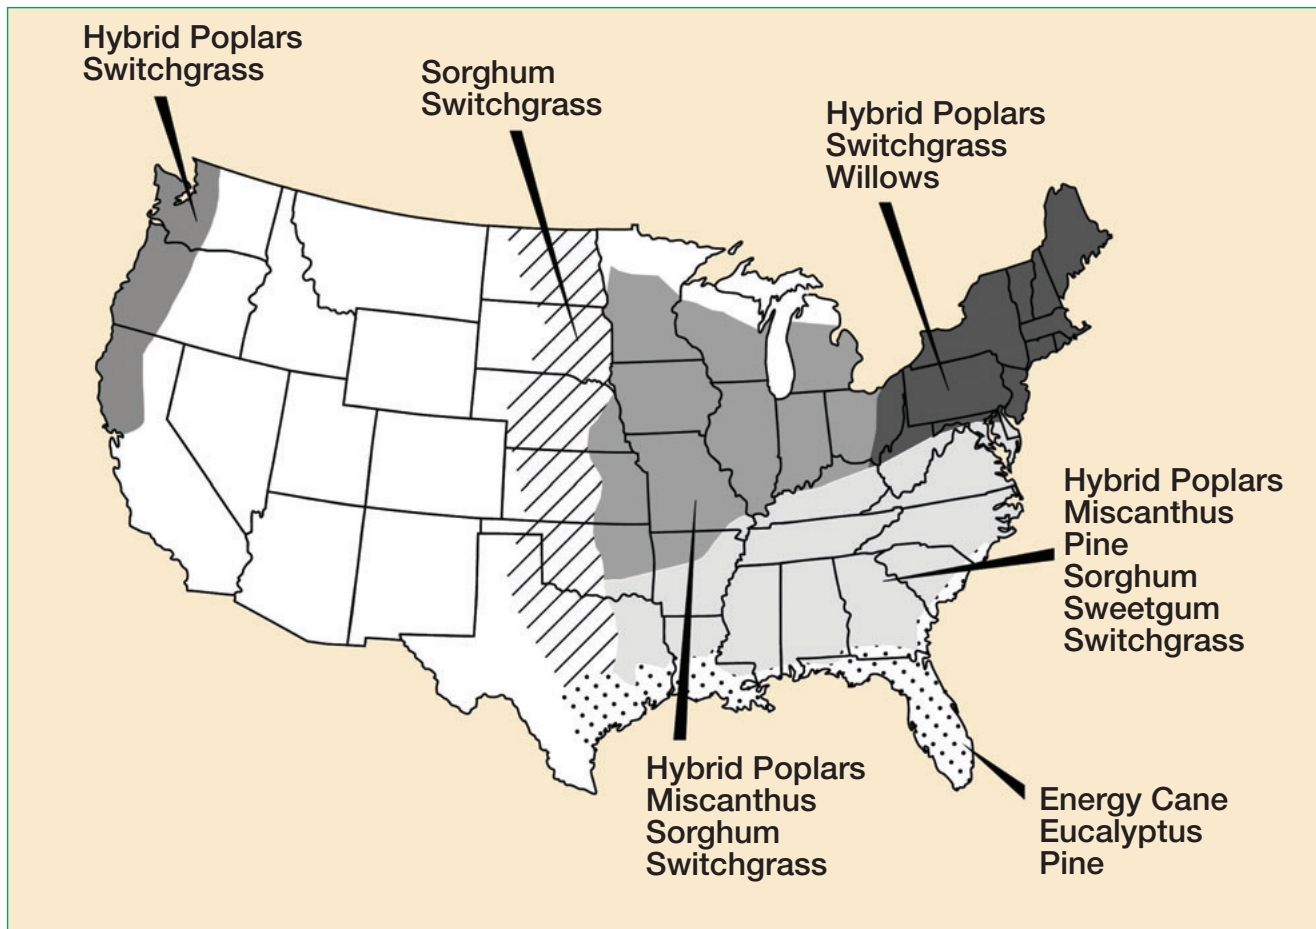 Hybrid Poplars
Switchgrass
Sorghum
Switchgrass
Hybrid Poplars
Switchgrass
Willows
Hybrid Poplars
Miscanthus
Pine
Sorghum
Sweetgum
Switchgrass
Hybrid Poplars
Miscanthus
Sorghum
Switchgrass
Energy Cane
Eucalyptus
Pine